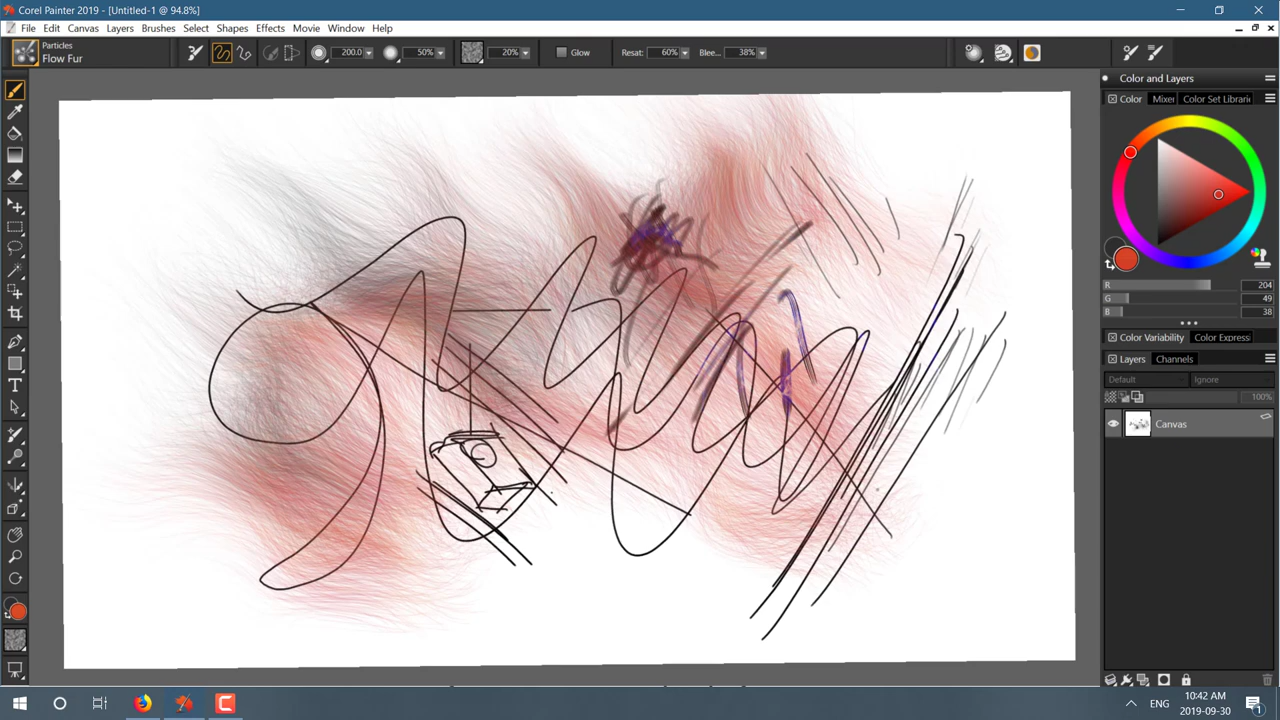 Corel Painter 2019 - [Untitled-1 @ 94.8%]
File Edit Canvas Layers Brushes Select Shapes Effects Movie Window Help
Particles
Flow Fur
200.0 50% 20% Glow Resat: 60% Blee... 38%
Color and Layers
Color Mixer Color Set Librari
R 204
G 49
B 38
Color Variability Color Express
Layers Channels
Default Ignore
100%
Canvas
ENG
10:42 AM
2019-09-30
1